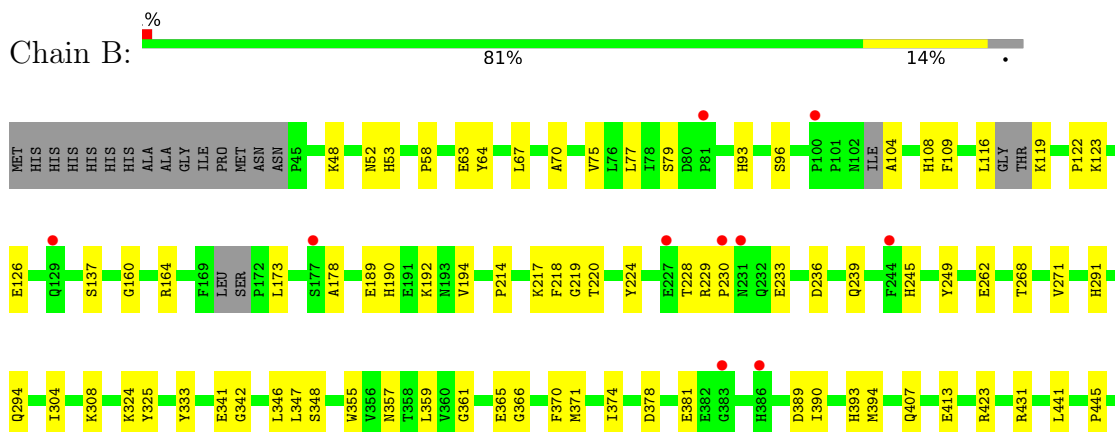 %
Chain B:
81% 14% •
MET HIS HIS HIS HIS HIS HIS ALA ALA GLY ILE PRO MET ASN ASN P45 K48 N52 H53 P58 E63 Y64 L67 A70 V75 L76 L77 I78 S79 D80 P81 H93 S96 P100 P101 N102 ILE A104 H108 F109 L116 GLY THR K119 P122 K123
E126 Q129 S137 G160 R164 F169 LEU SER P172 L173 S177 A178 E189 H190 E191 K192 N193 V194 P214 K217 F218 G219 T220 Y224 E227 T228 R229 P230 N231 Q232 E233 D236 Q239 F244 H245 Y249 E262 T268 V271 H291
Q294 I304 K308 K324 Y325 Y333 E341 G342 L346 L347 S348 W355 V356 N357 T358 L359 V360 G361 E365 G366 F370 M371 I374 D378 E381 E382 G383 H386 D389 I390 H393 M394 Q407 E413 R423 R431 L441 P445